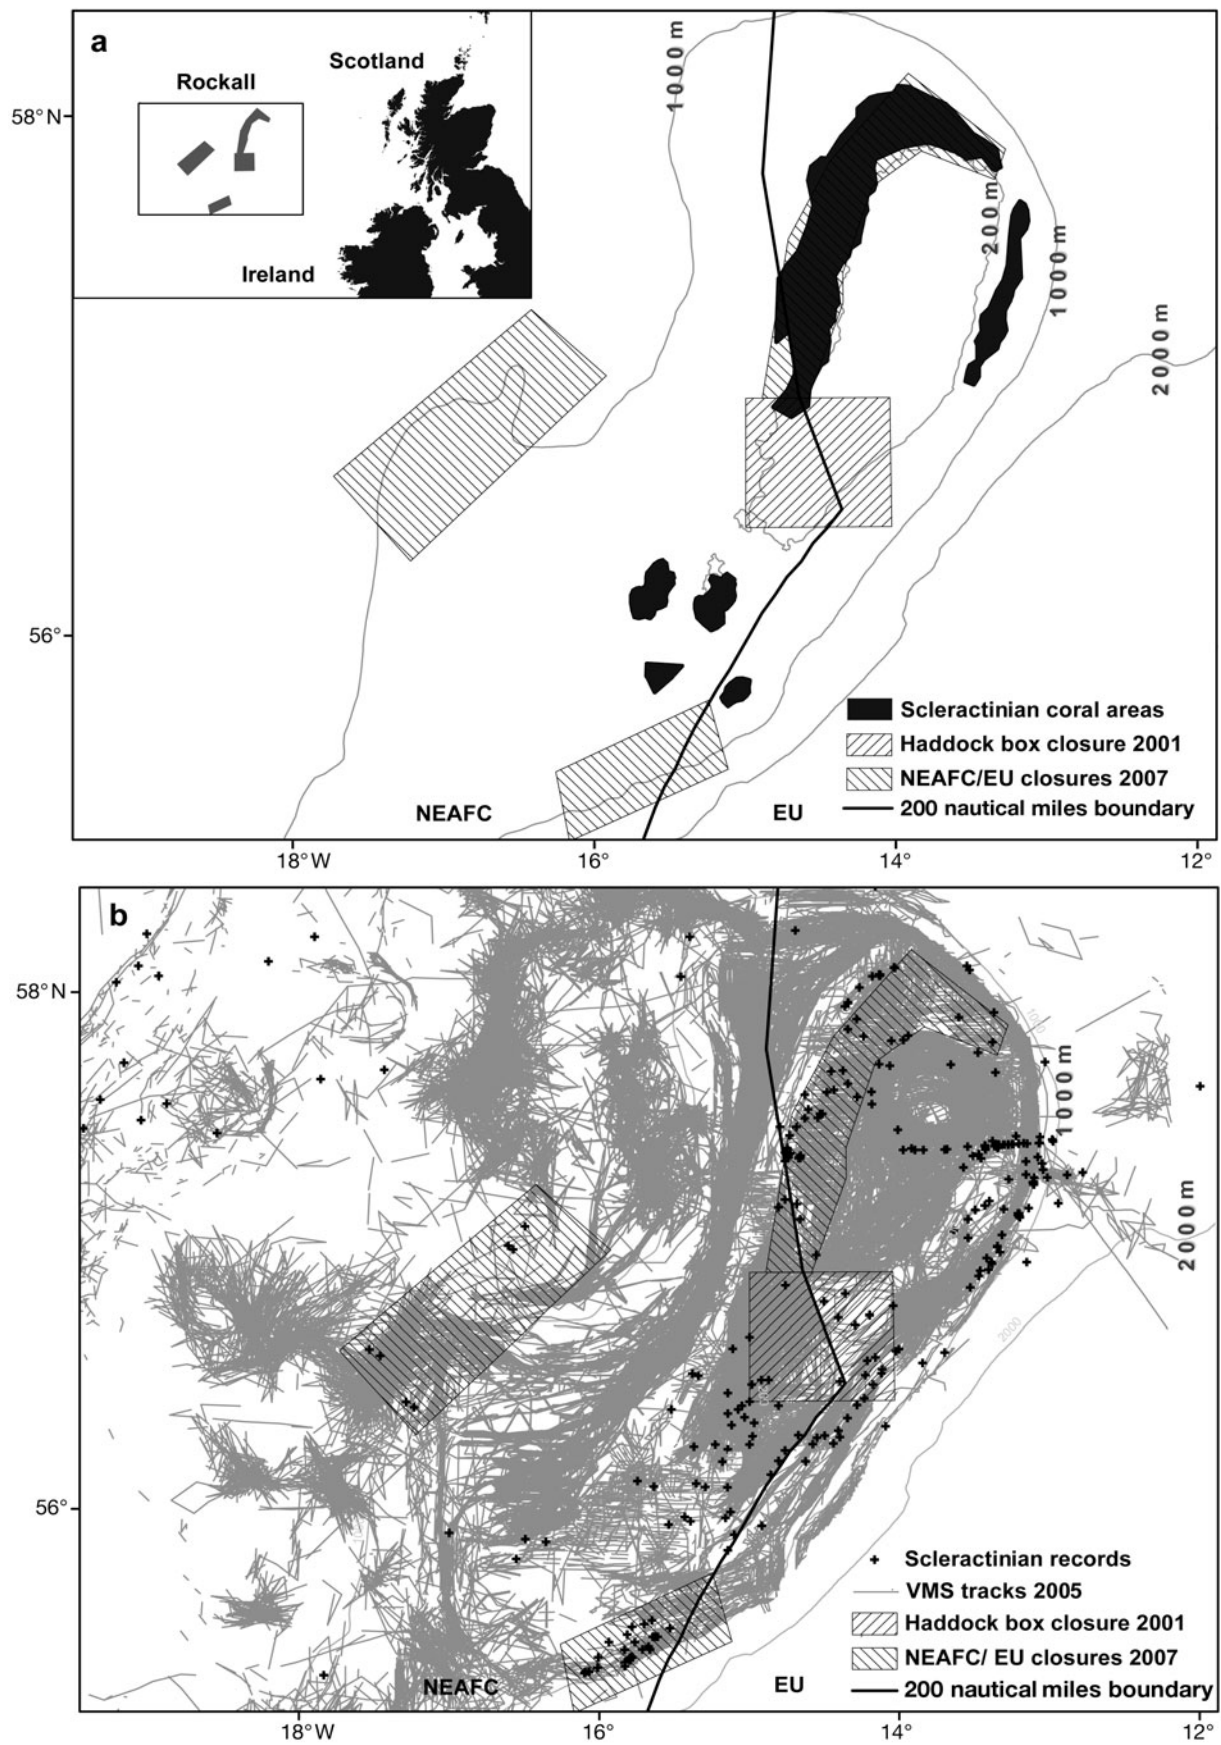 a
Scotland
Rockall
Ireland
58°N
1000 m
200 m
1000 m
2000 m
56°
Scleractinian coral areas
Haddock box closure 2001
NEAFC/EU closures 2007
200 nautical miles boundary
NEAFC
EU
18°W
16°
14°
12°
b
58°N
1000
1000 m
2000 m
2000
56°
Scleractinian records
VMS tracks 2005
Haddock box closure 2001
NEAFC/ EU closures 2007
200 nautical miles boundary
NEAFC
EU
18°W
16°
14°
12°